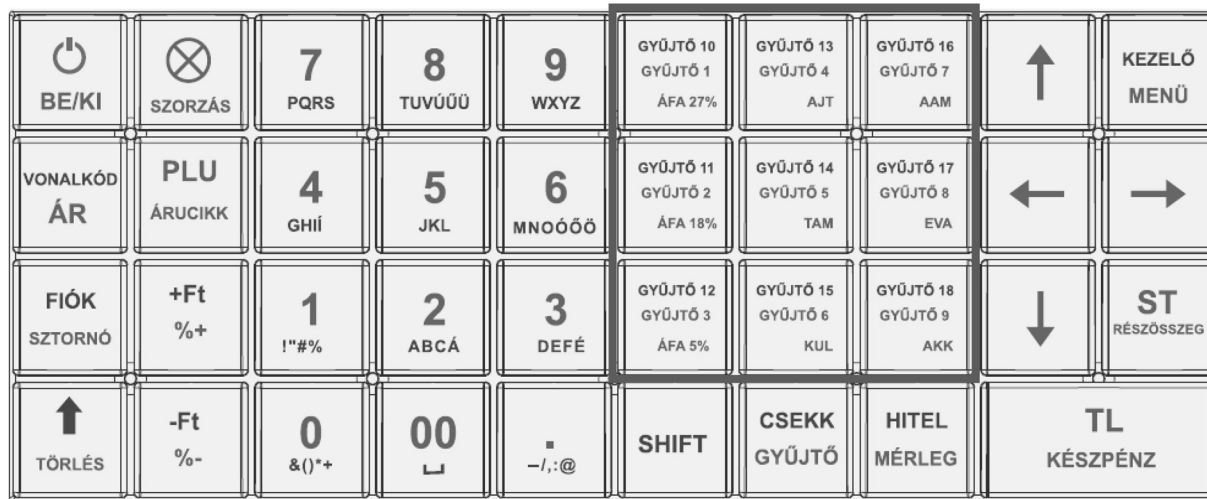 BE/KI
SZORZÁS
7
PQRS
8
TUVÚŰÜ
9
WXYZ
GYŰJTŐ 10
GYŰJTŐ 1
ÁFA 27%
GYŰJTŐ 13
GYŰJTŐ 4
AJT
GYŰJTŐ 16
GYŰJTŐ 7
AAM
KEZELŐ
MENÜ
VONALKÓD
ÁR
PLU
ÁRUCIKK
4
GHIÍ
5
JKL
6
MNOÓŐÖ
GYŰJTŐ 11
GYŰJTŐ 2
ÁFA 18%
GYŰJTŐ 14
GYŰJTŐ 5
TAM
GYŰJTŐ 17
GYŰJTŐ 8
EVA
FIÓK
SZTORNÓ
+Ft
%+
1
!"#%
2
ABCÁ
3
DEFÉ
GYŰJTŐ 12
GYŰJTŐ 3
ÁFA 5%
GYŰJTŐ 15
GYŰJTŐ 6
KUL
GYŰJTŐ 18
GYŰJTŐ 9
AKK
ST
RÉSZÖSSZEG
TÖRLÉS
-Ft
%-
0
&()*+
00
.
–/,:@
SHIFT
CSEKK
GYŰJTŐ
HITEL
MÉRLEG
TL
KÉSZPÉNZ